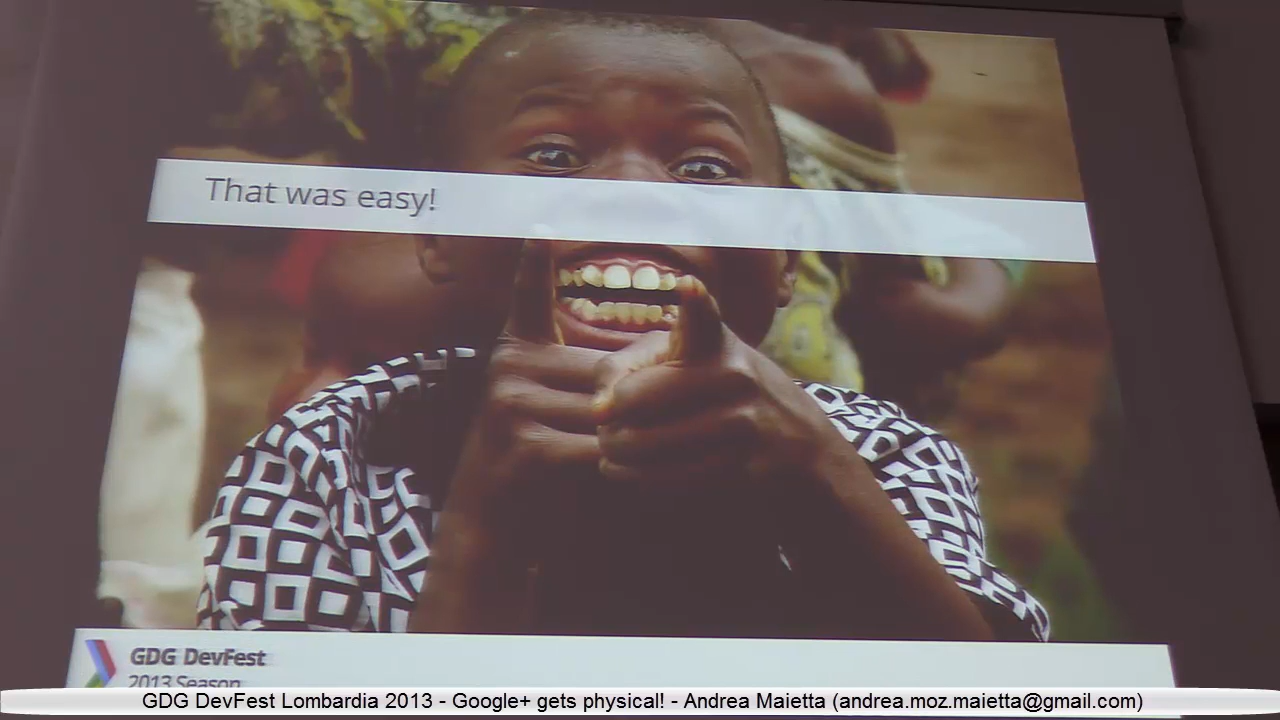 That was easy!
GDG DevFest
2013 Season
GDG DevFest Lombardia 2013 - Google+ gets physical! - Andrea Maietta (andrea.moz.maietta@gmail.com)